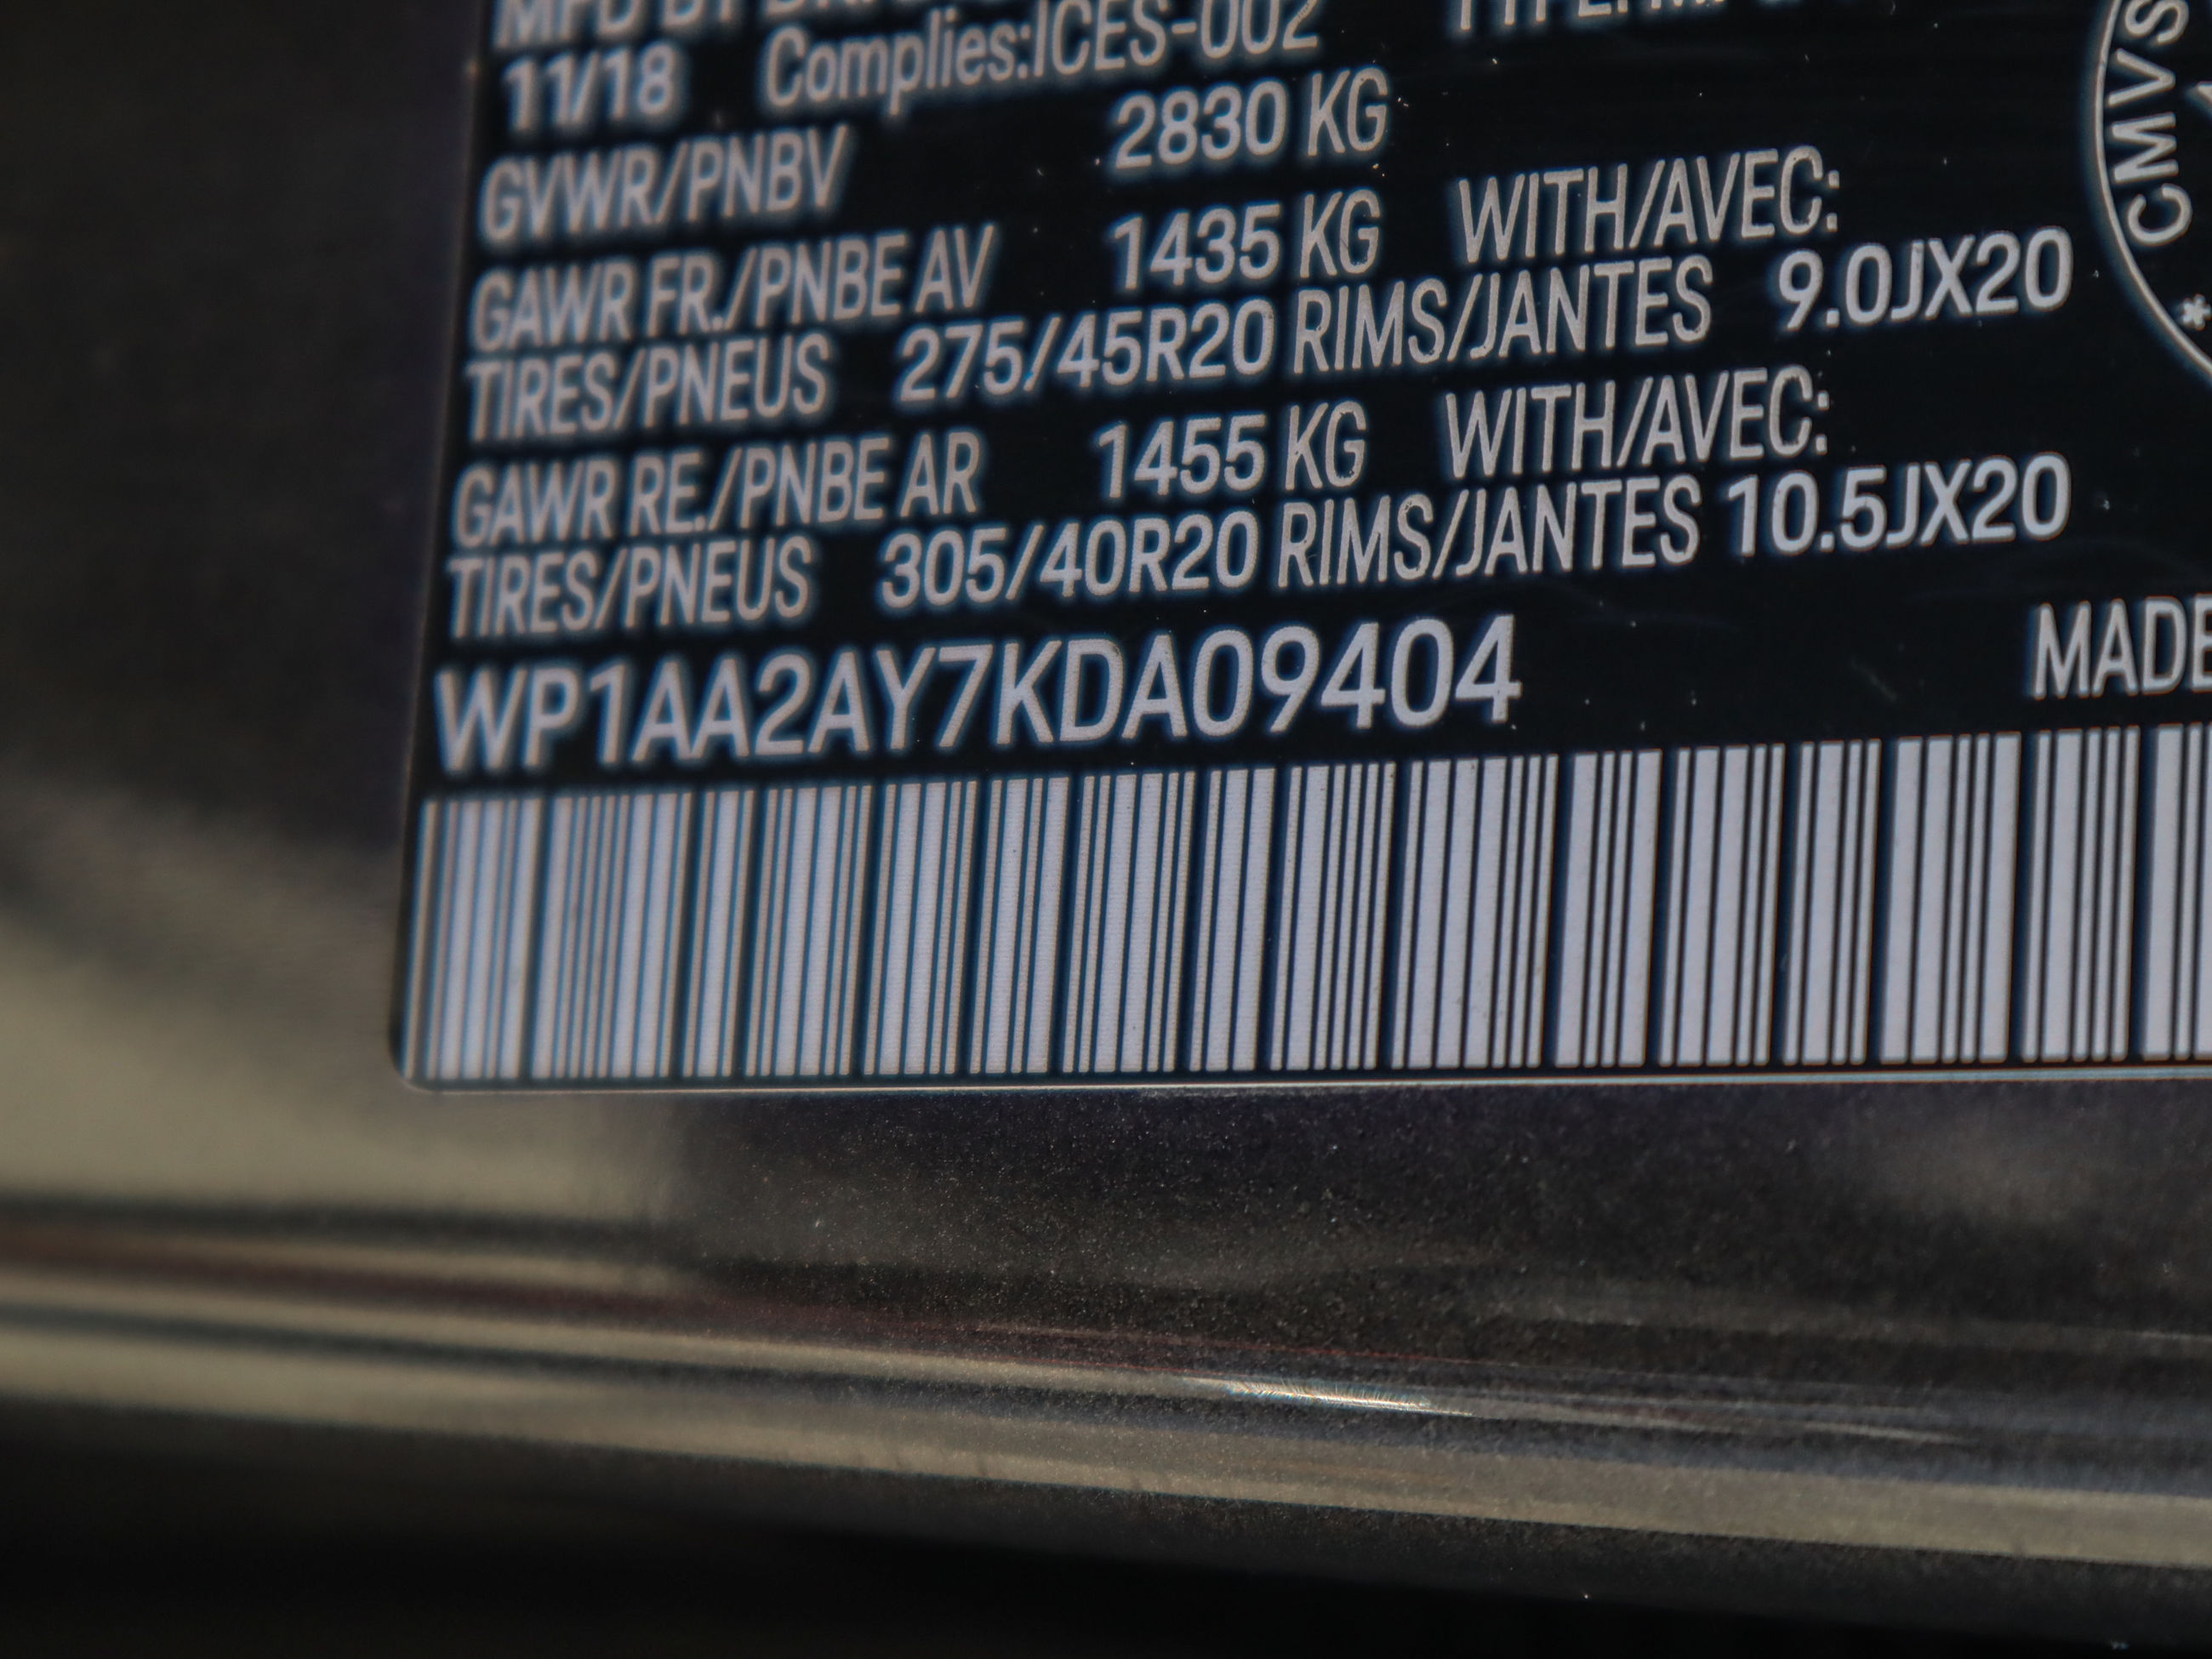 MFD BY
11/18 Complies:ICES-002
GVWR/PNBV 2830 KG
GAWR FR./PNBE AV 1435 KG WITH/AVEC:
TIRES/PNEUS 275/45R20 RIMS/JANTES 9.0JX20
GAWR RE./PNBE AR 1455 KG WITH/AVEC:
TIRES/PNEUS 305/40R20 RIMS/JANTES 10.5JX20
WP1AA2AY7KDA09404
MADE
CMVS